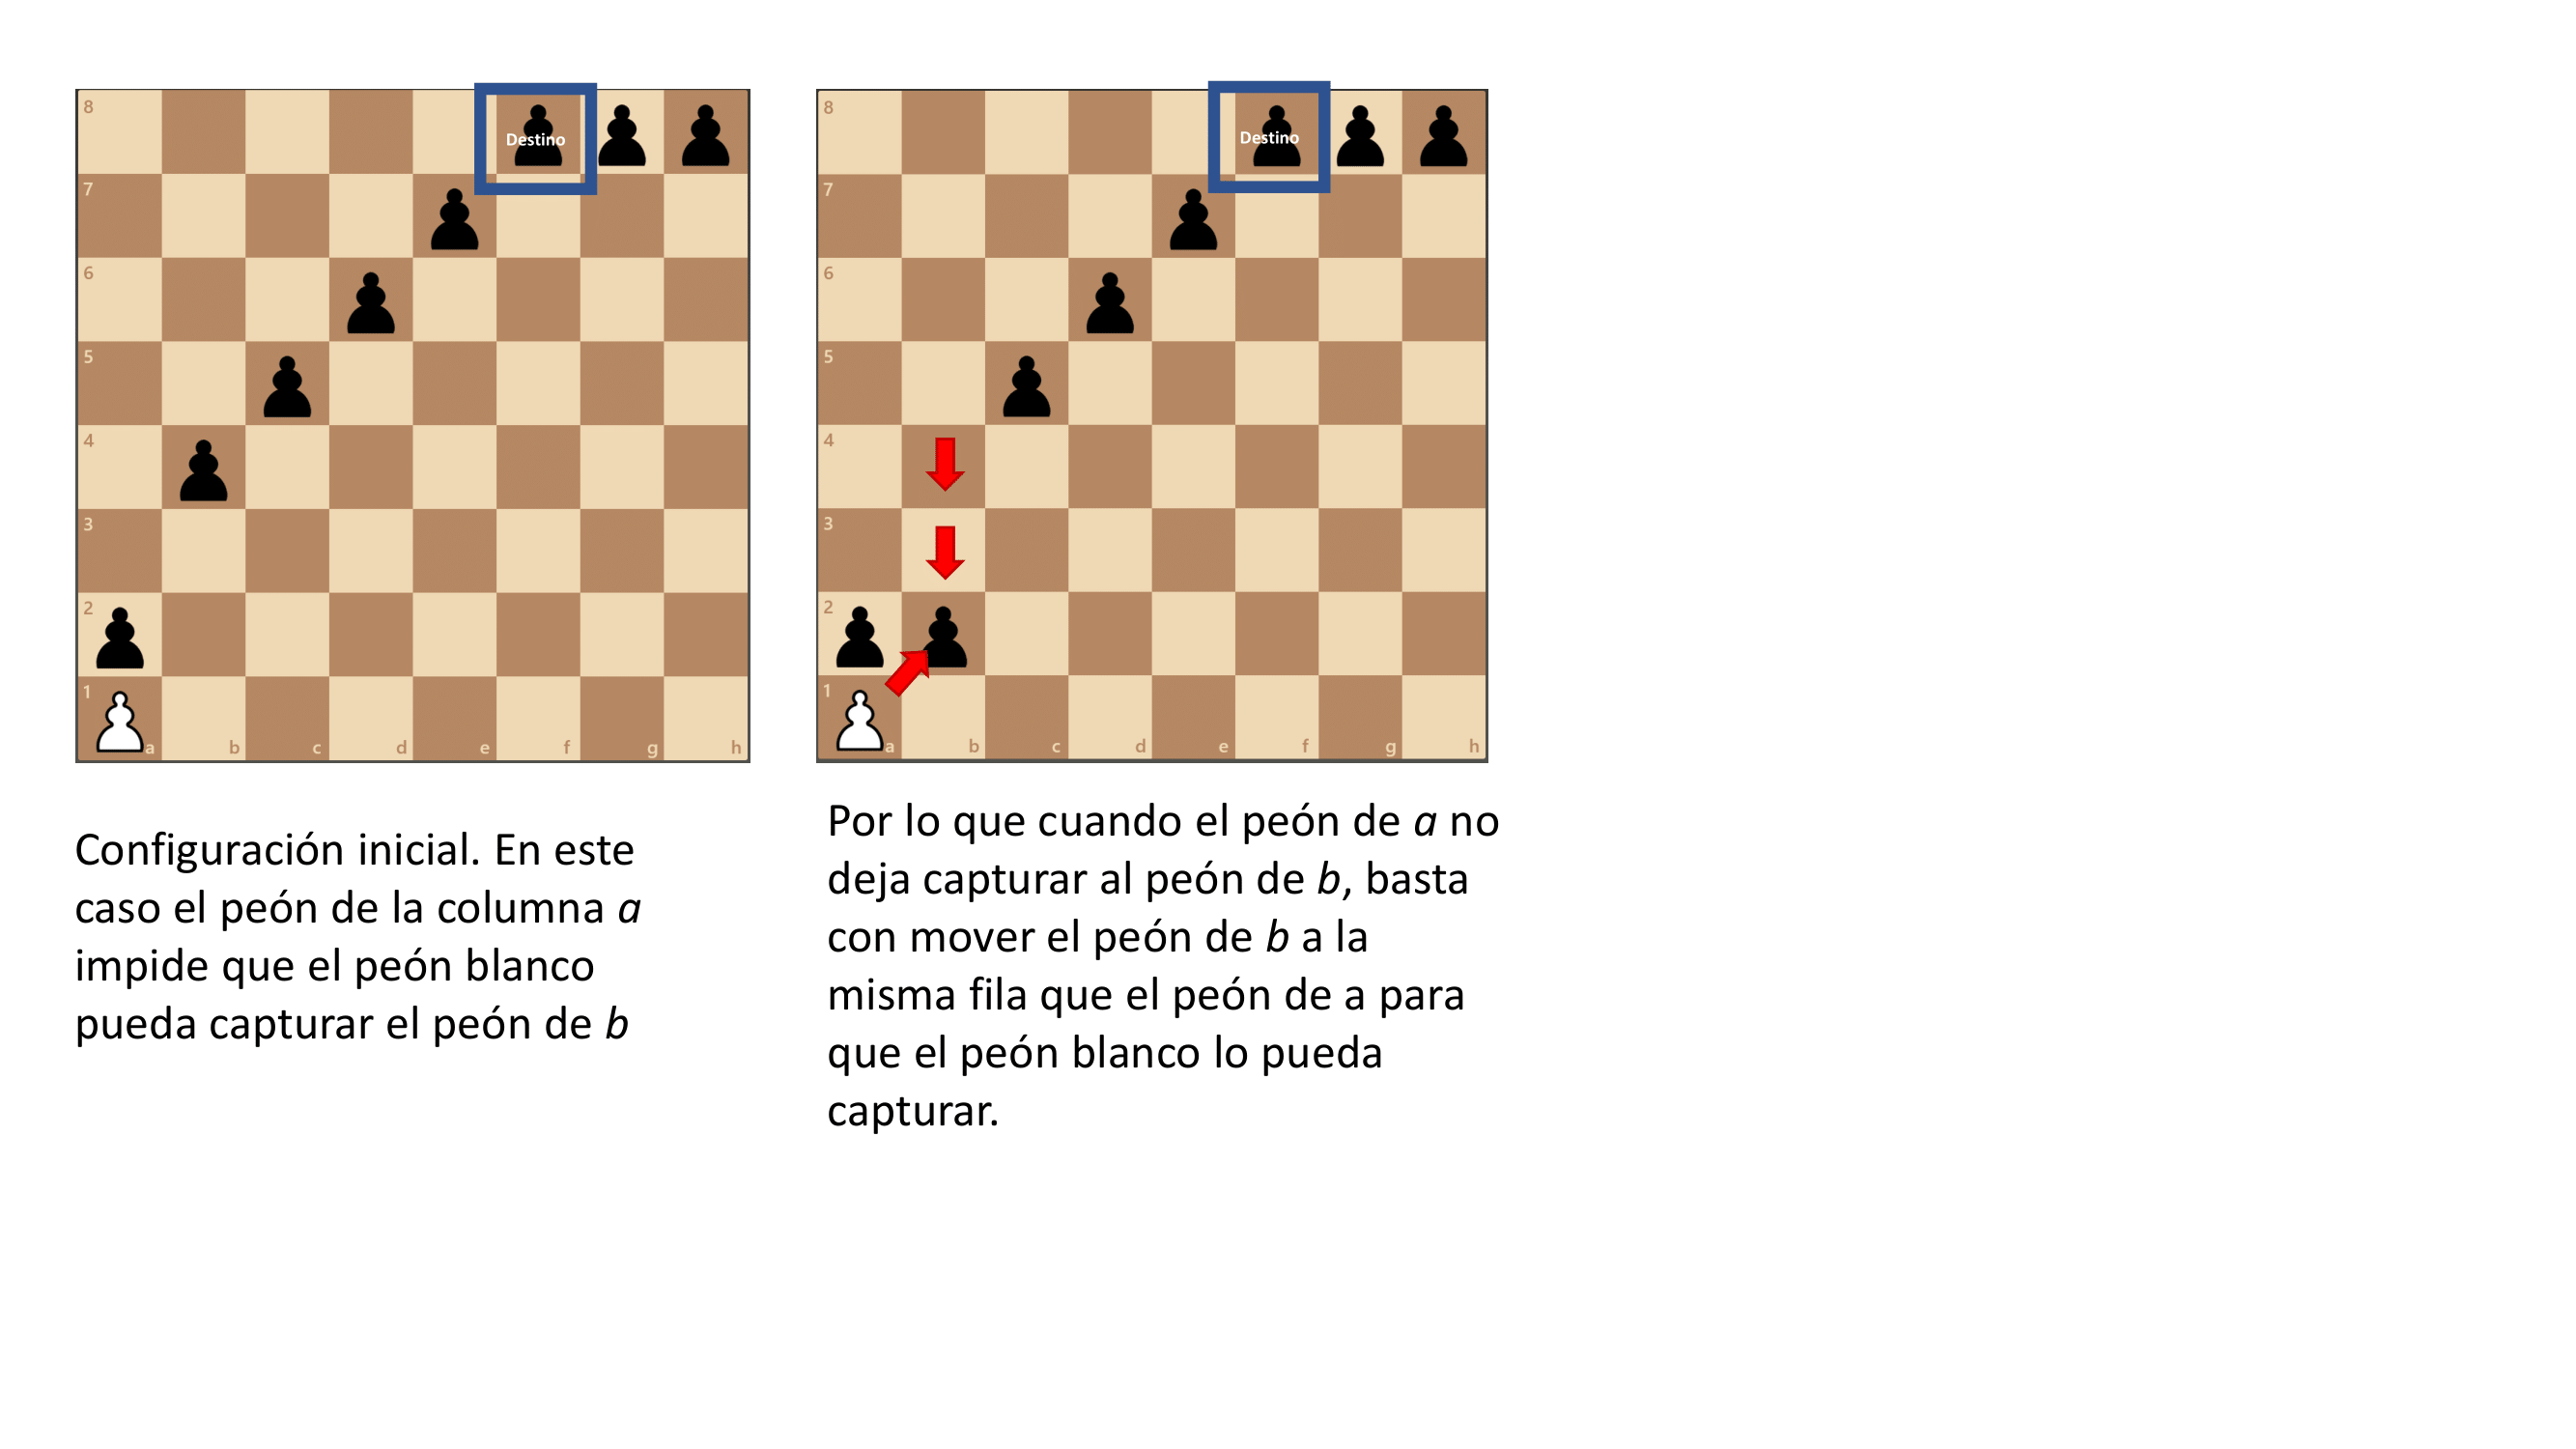 8
Destino
7
6
5
4
3
2
1
a b c d e f g h
Configuración inicial. En este
caso el peón de la columna a
impide que el peón blanco
pueda capturar el peón de b
8
Destino
7
6
5
4
3
2
1
a b c d e f g h
Por lo que cuando el peón de a no
deja capturar al peón de b, basta
con mover el peón de b a la
misma fila que el peón de a para
que el peón blanco lo pueda
capturar.